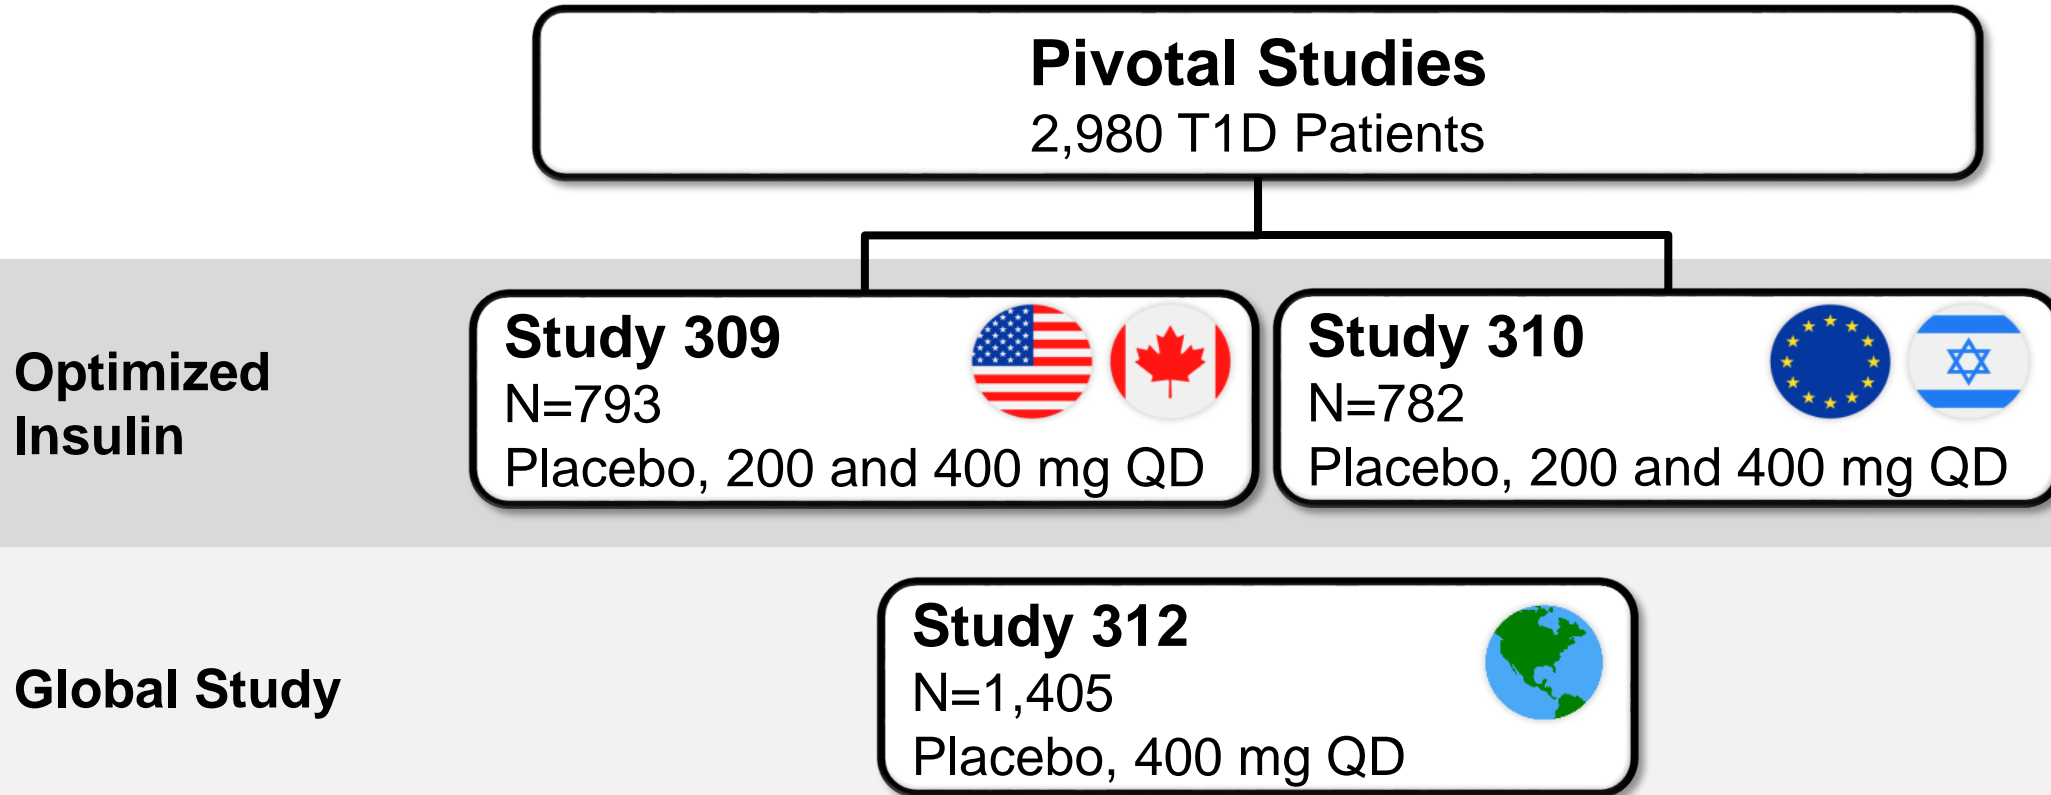 Pivotal Studies
2,980 T1D Patients
Optimized
Insulin
Study 309
N=793
Placebo, 200 and 400 mg QD
Study 310
N=782
Placebo, 200 and 400 mg QD
Global Study
Study 312
N=1,405
Placebo, 400 mg QD